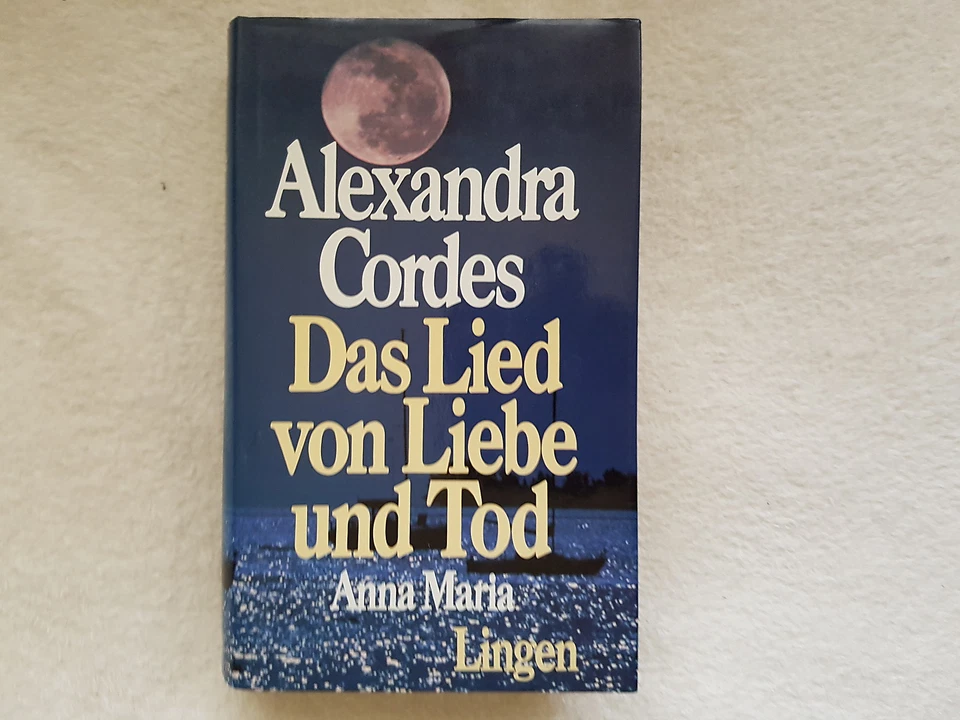 Alexandra
Cordes
Das Lied
von Liebe
und Tod
Anna Maria
Lingen